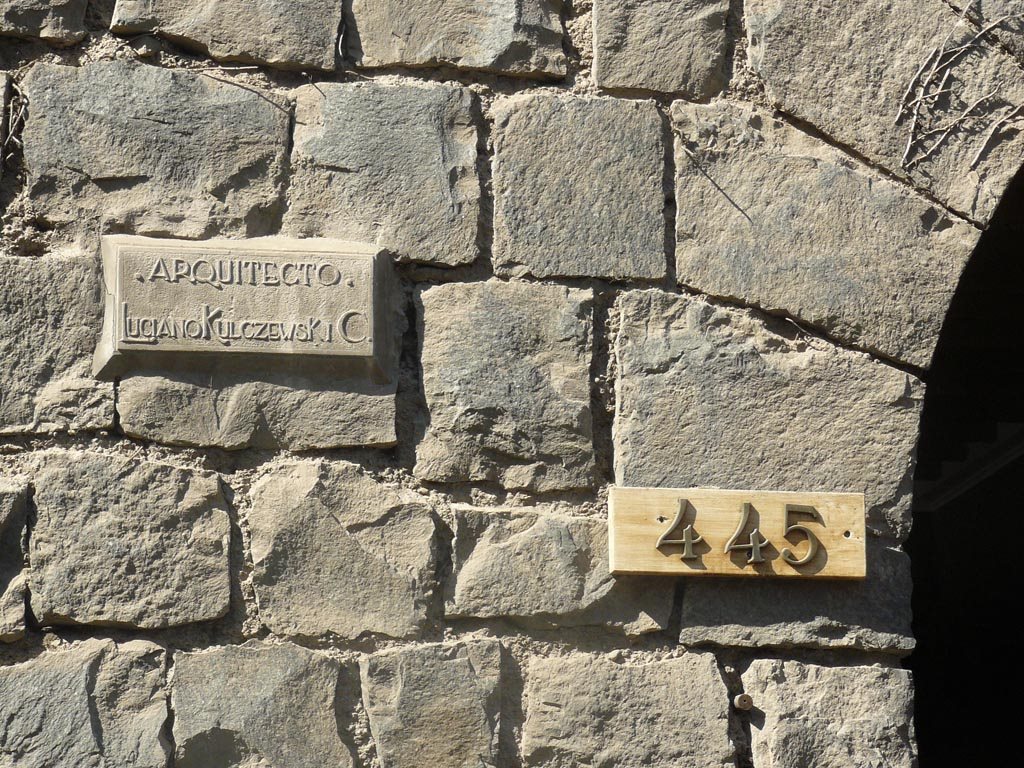 .ARQUITECTO.
LUCIANO KULCZEWSKI C.
445